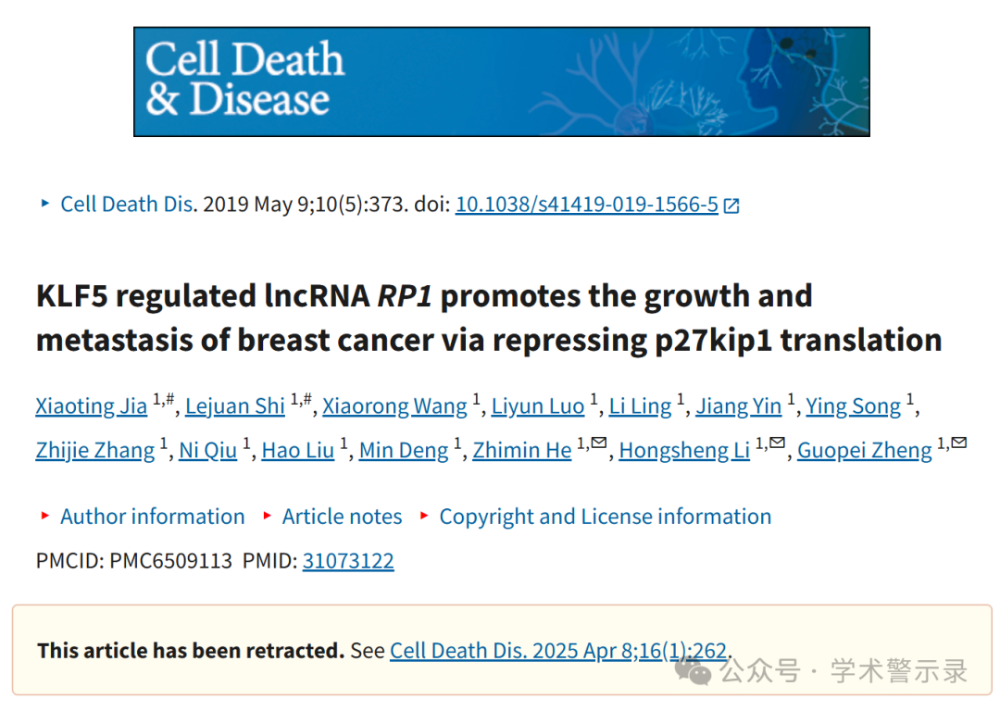 Cell Death
& Disease
Cell Death Dis. 2019 May 9;10(5):373. doi: 10.1038/s41419-019-1566-5
KLF5 regulated lncRNA RP1 promotes the growth and
metastasis of breast cancer via repressing p27kip1 translation
Xiaoting Jia 1,#, Lejuan Shi 1,#, Xiaorong Wang 1, Liyun Luo 1, Li Ling 1, Jiang Yin 1, Ying Song 1,
Zhijie Zhang 1, Ni Qiu 1, Hao Liu 1, Min Deng 1, Zhimin He 1,✉, Hongsheng Li 1,✉, Guopei Zheng 1,✉
Author information Article notes Copyright and License information
PMCID: PMC6509113 PMID: 31073122
This article has been retracted. See Cell Death Dis. 2025 Apr 8;16(1):262.
公众号 · 学术警示录